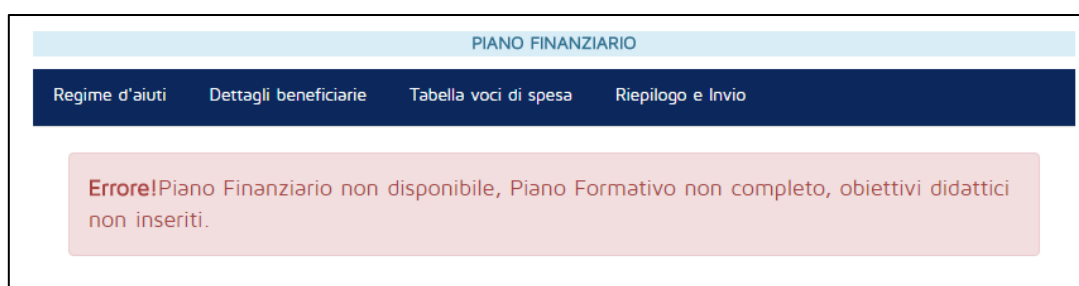 PIANO FINANZIARIO
Regime d'aiuti Dettagli beneficiarie Tabella voci di spesa Riepilogo e Invio
Errore!Piano Finanziario non disponibile, Piano Formativo non completo, obiettivi didattici
non inseriti.